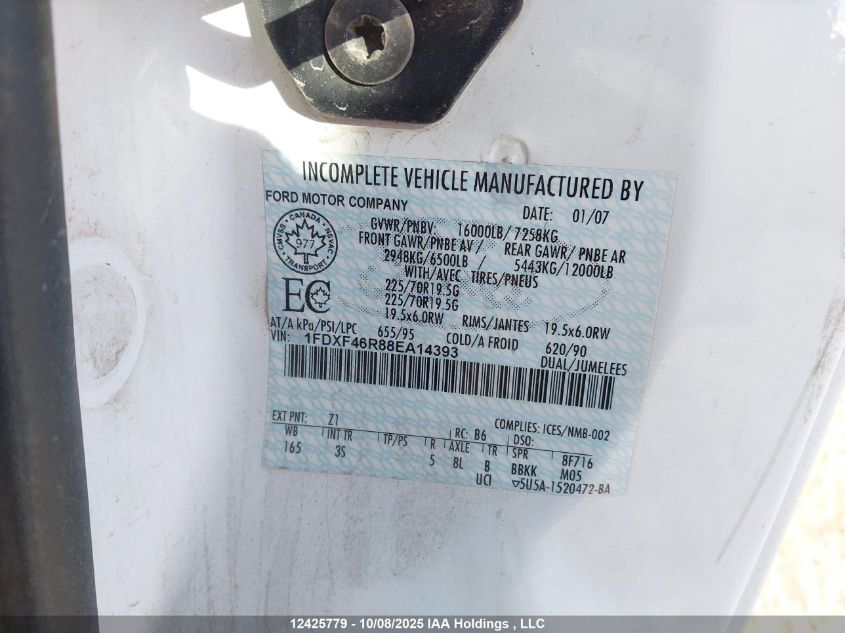 INCOMPLETE VEHICLE MANUFACTURED BY
FORD MOTOR COMPANY
DATE: 01/07
GVWR/PNBV: 16000LB/7258KG
FRONT GAWR/PNBE AV/ REAR GAWR/ PNBE AR
2948KG/6500LB / 5443KG/12000LB
WITH/AVEC TIRES/PNEUS
225/70R19.5G
225/70R19.5G
19.5x6.0RW RIMS/JANTES 19.5x6.0RW
AT/A kPa/PSI/LPC 655/95 COLD/A FROID 620/90
VIN: 1FDXF46R88EA14393 DUAL/JUMELEES
CANADA
CMVSS NSVAC
977
TRANSPORT
EC
EXT PNT: Z1 RC: B6 COMPLIES: ICES/NMB-002
DSO:
WB INT TR TP/PS R AXLE TR SPR 8F716
165 3S 5 8L B BBKK M05
UCI ▽5U5A-1520472-BA
12425779 - 10/08/2025 IAA Holdings , LLC